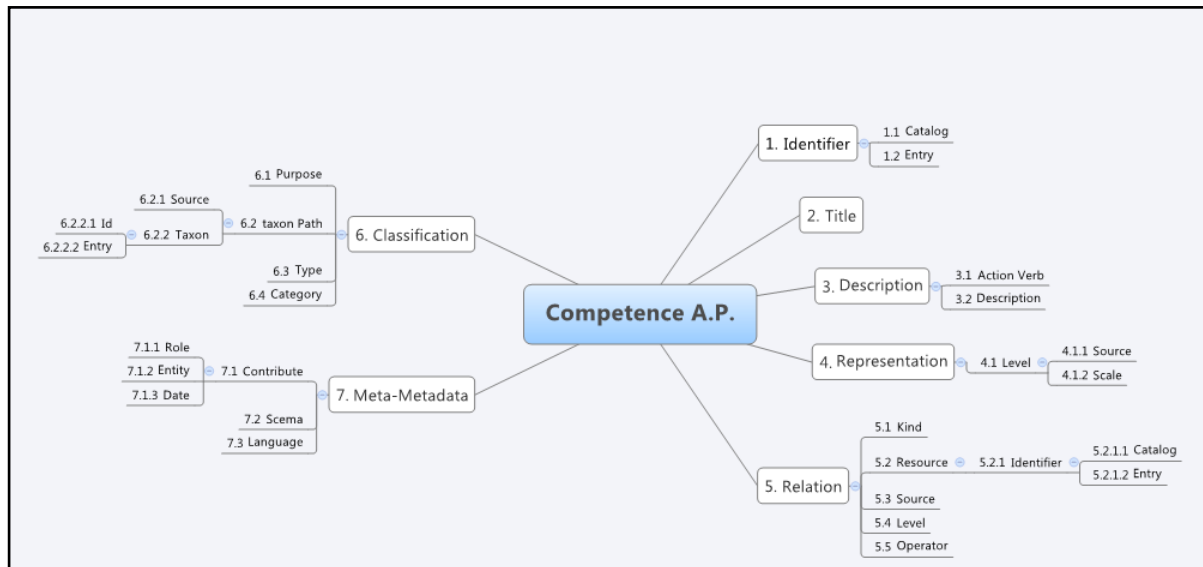 Competence A.P.
1. Identifier
1.1 Catalog
1.2 Entry
2. Title
3. Description
3.1 Action Verb
3.2 Description
4. Representation
4.1 Level
4.1.1 Source
4.1.2 Scale
5. Relation
5.1 Kind
5.2 Resource
5.2.1 Identifier
5.2.1.1 Catalog
5.2.1.2 Entry
5.3 Source
5.4 Level
5.5 Operator
6. Classification
6.1 Purpose
6.2 taxon Path
6.2.1 Source
6.2.2 Taxon
6.2.2.1 Id
6.2.2.2 Entry
6.3 Type
6.4 Category
7. Meta-Metadata
7.1 Contribute
7.1.1 Role
7.1.2 Entity
7.1.3 Date
7.2 Scema
7.3 Language